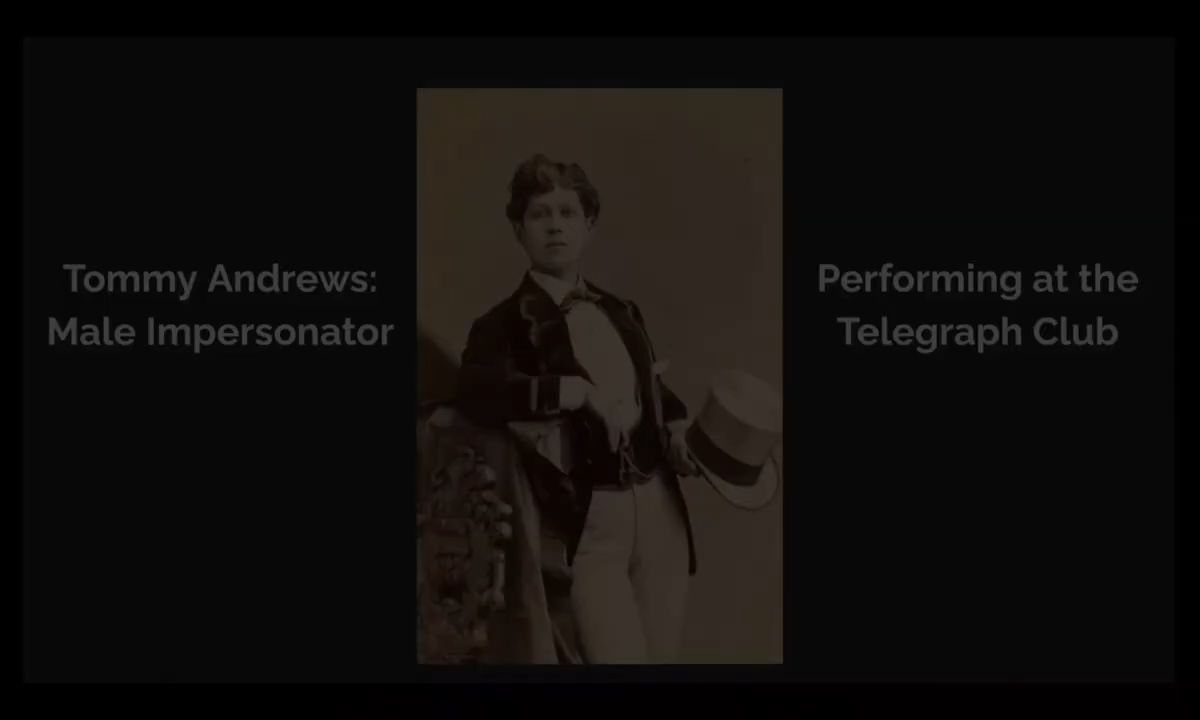 Tommy Andrews:
Male Impersonator
Performing at the
Telegraph Club